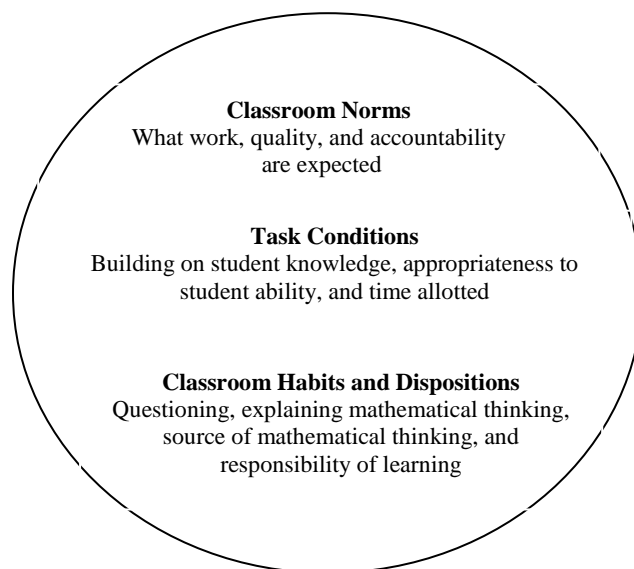 Classroom Norms
What work, quality, and accountability
are expected
Task Conditions
Building on student knowledge, appropriateness to
student ability, and time allotted
Classroom Habits and Dispositions
Questioning, explaining mathematical thinking,
source of mathematical thinking, and
responsibility of learning